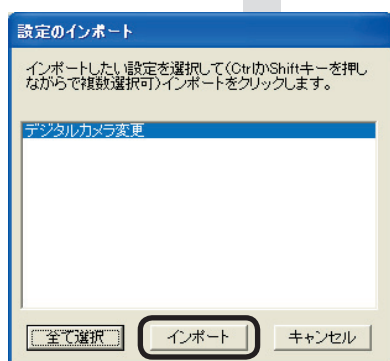 設定のインポート
インポートしたい設定を選択して(CtrlかShiftキーを押し
ながらで複数選択可)インポートをクリックします。
デジタルカメラ変更
全て選択
インポート
キャンセル